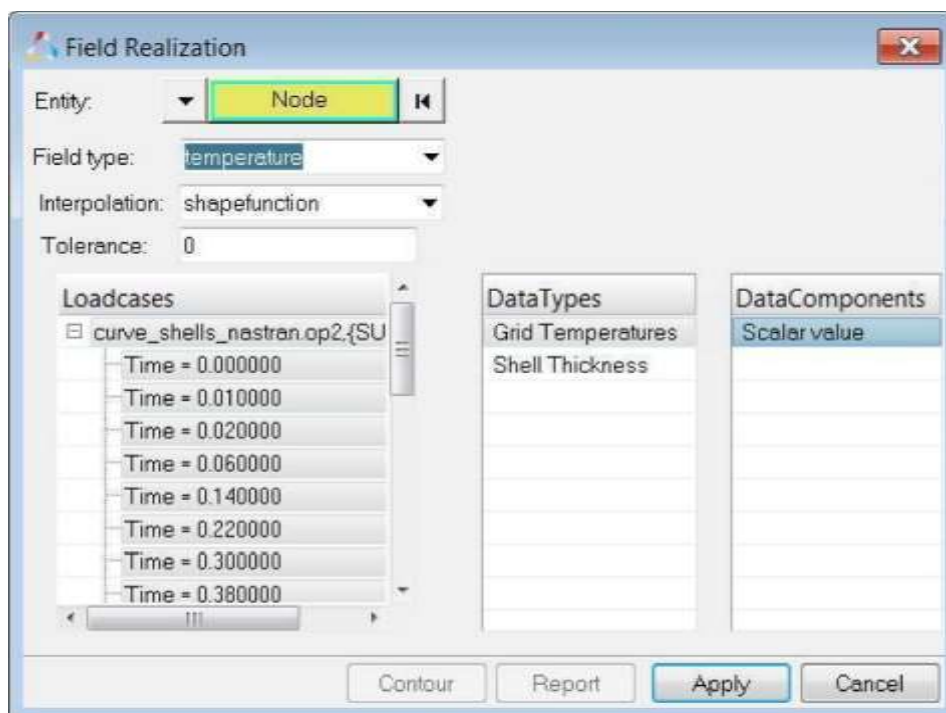 Field Realization
Entity: Node
Field type: temperature
Interpolation: shapefunction
Tolerance: 0
Loadcases
curve_shells_nastran.op2,{SU
Time = 0.000000
Time = 0.010000
Time = 0.020000
Time = 0.060000
Time = 0.140000
Time = 0.220000
Time = 0.300000
Time = 0.380000
DataTypes
Grid Temperatures
Shell Thickness
DataComponents
Scalar value
Contour Report Apply Cancel